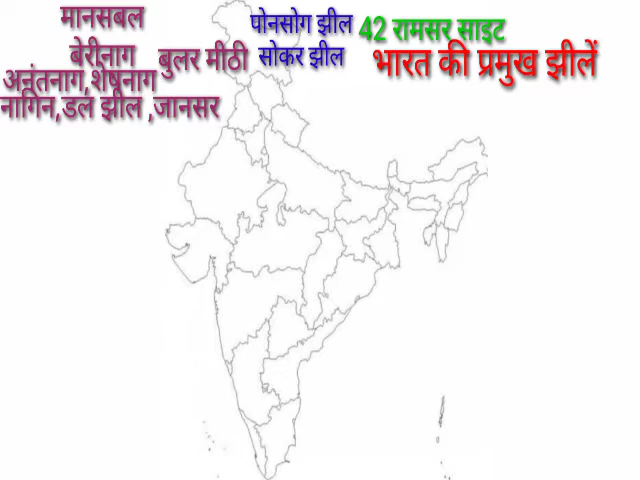 मानसबल
बेरीनाग
अनंतनाग,शेषनाग
नागिन,डल झील ,जानसर
बुलर मीठी
पोनसोग झील
सोकर झील
42 रामसर साइट
भारत की प्रमुख झीलें